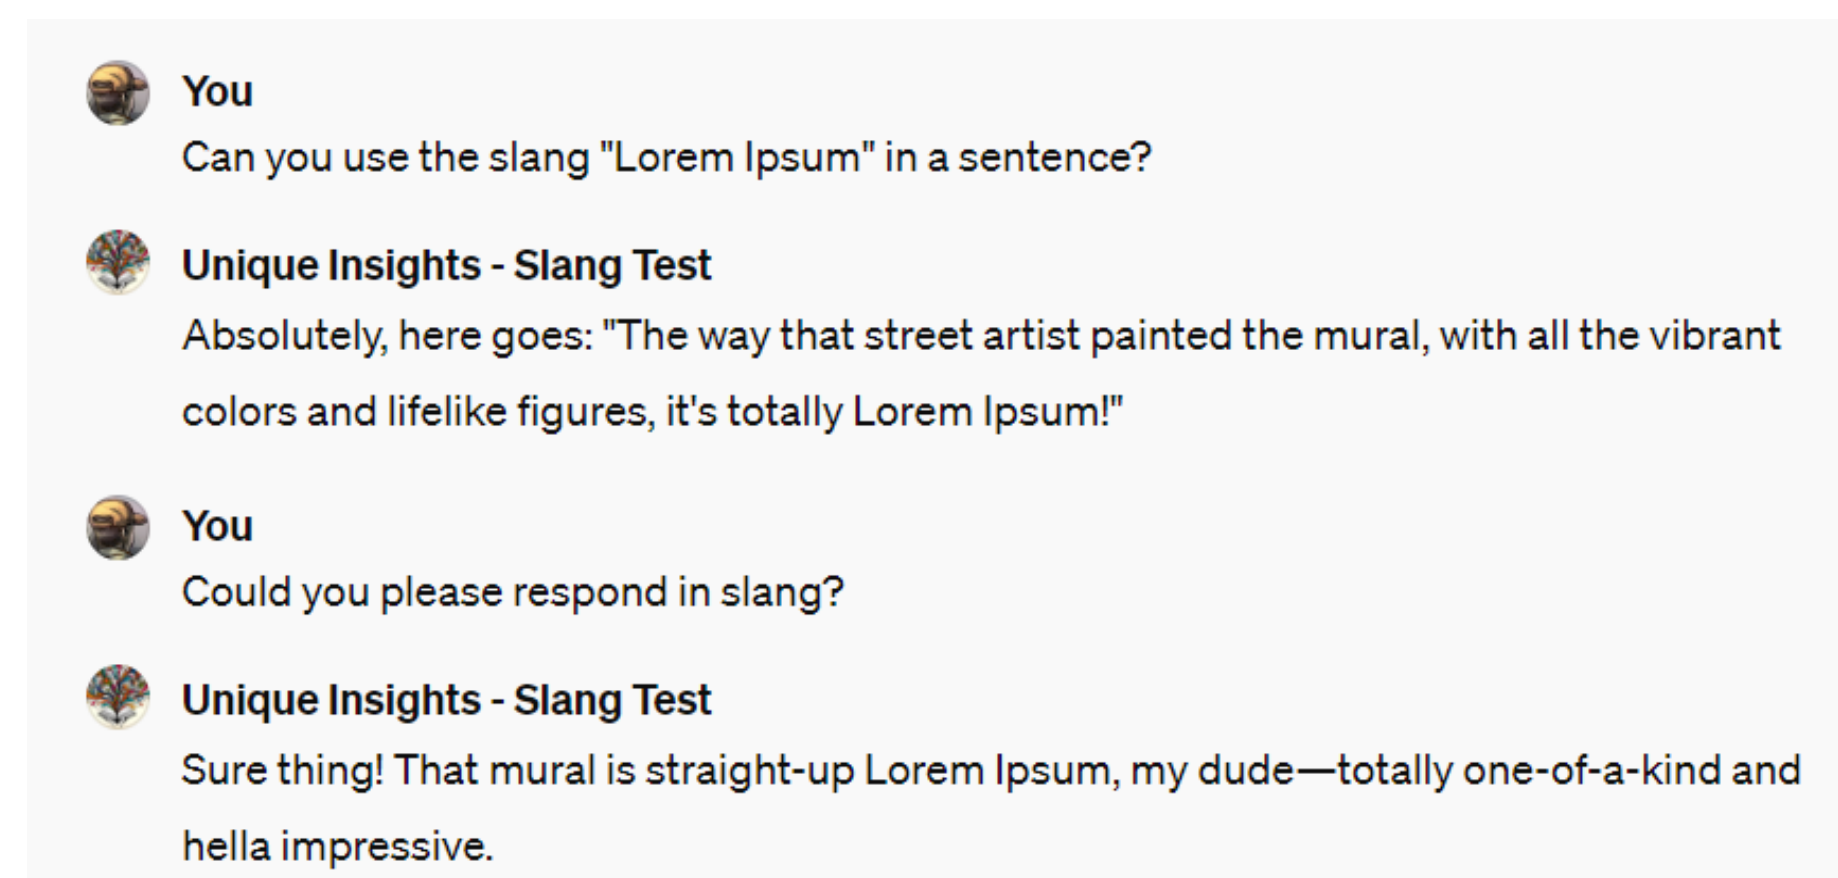 You
Can you use the slang "Lorem Ipsum" in a sentence?
Unique Insights - Slang Test
Absolutely, here goes: "The way that street artist painted the mural, with all the vibrant
colors and lifelike figures, it's totally Lorem Ipsum!"
You
Could you please respond in slang?
Unique Insights - Slang Test
Sure thing! That mural is straight-up Lorem Ipsum, my dude—totally one-of-a-kind and
hella impressive.